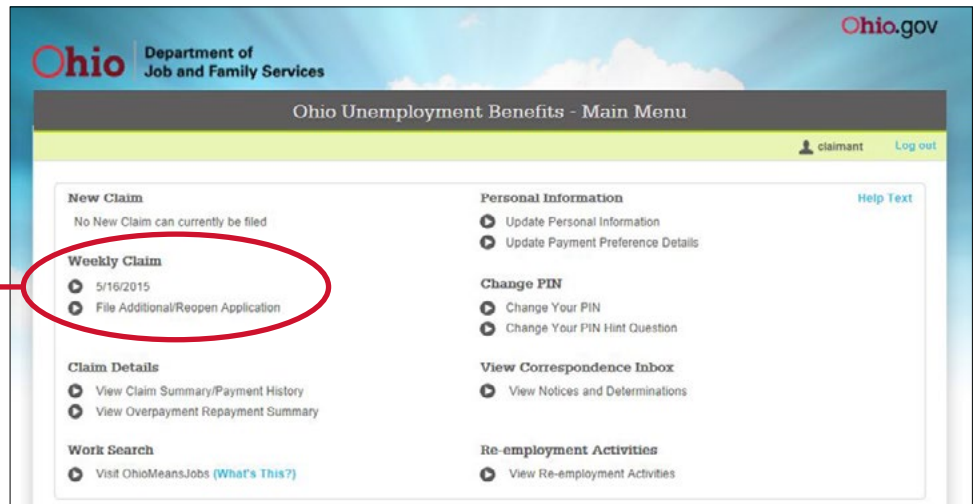 Ohio.gov
Ohio Department of
Job and Family Services
Ohio Unemployment Benefits - Main Menu
claimant Log out
New Claim
No New Claim can currently be filed
Weekly Claim
5/16/2015
File Additional/Reopen Application
Claim Details
View Claim Summary/Payment History
View Overpayment Repayment Summary
Work Search
Visit OhioMeansJobs (What's This?)
Personal Information
Help Text
Update Personal Information
Update Payment Preference Details
Change PIN
Change Your PIN
Change Your PIN Hint Question
View Correspondence Inbox
View Notices and Determinations
Re-employment Activities
View Re-employment Activities